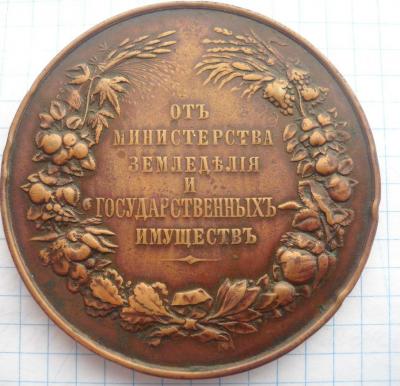 ОТЪ
МИНИСТЕРСТВА
ЗЕМЛЕДѢЛІЯ
И
ГОСУДАРСТВЕННЫХЪ
ИМУЩЕСТВЪ